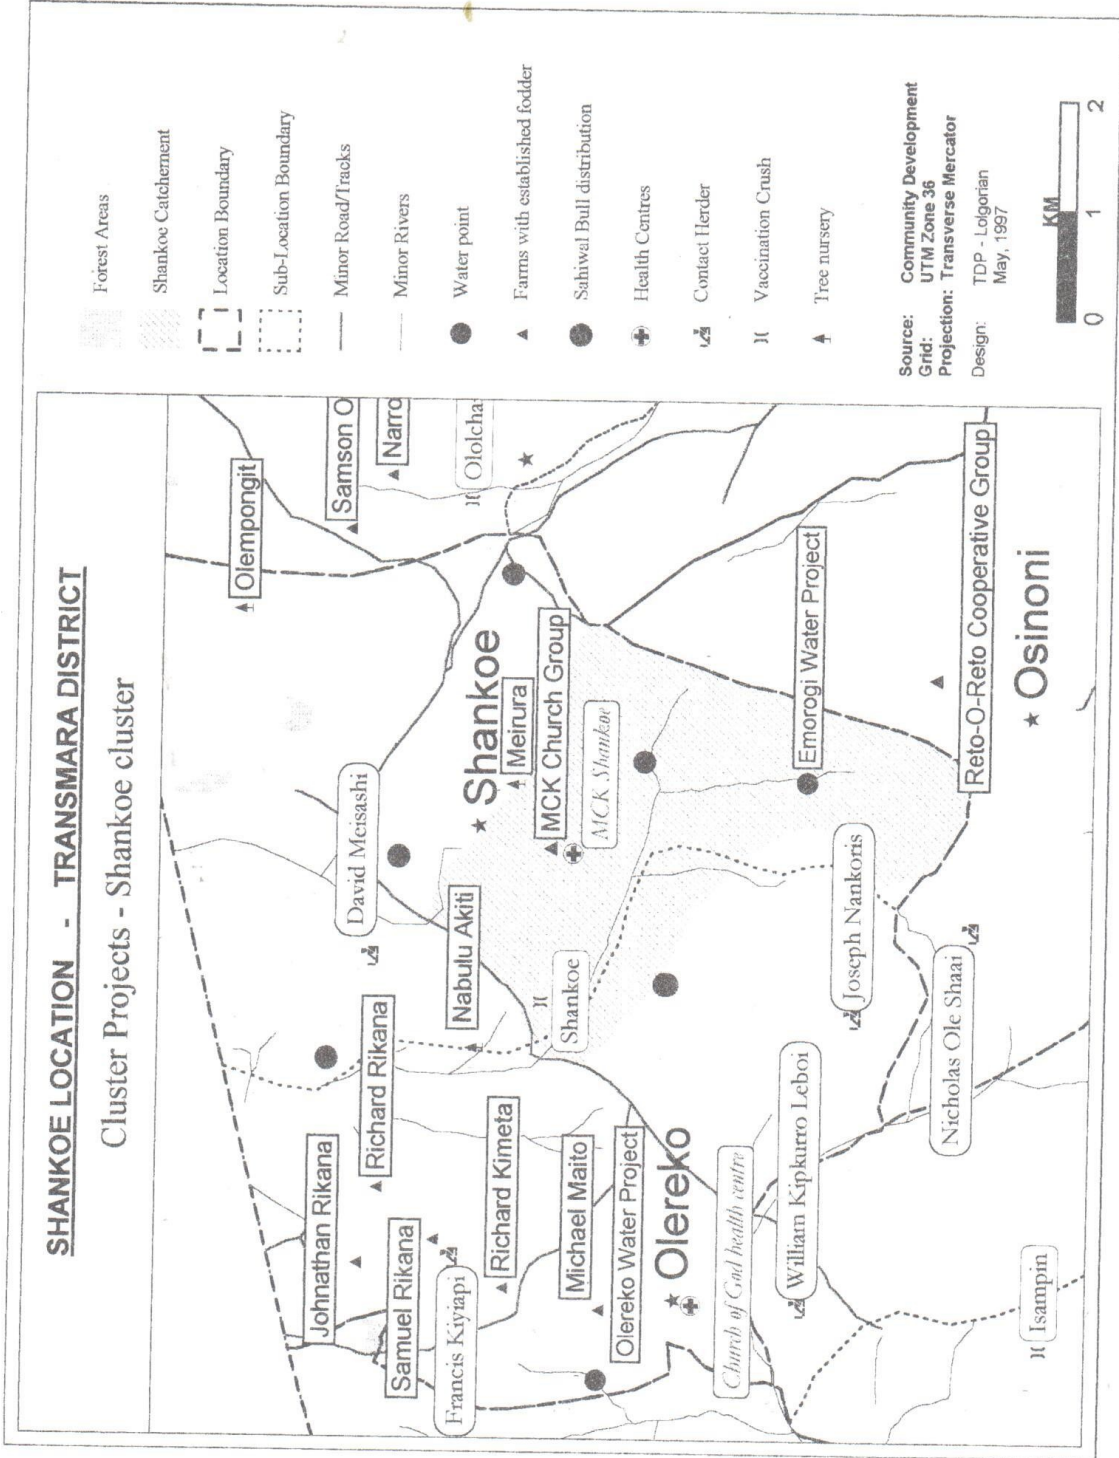 SHANKOE LOCATION - TRANSMARA DISTRICT
Cluster Projects - Shankoe cluster
Olempongit
Samson O
Narro
Ololcha
David Meisashi
Shankoe
Meirura
MCK Church Group
MCK Shankoe
Nabulu Akiti
Shankoe
Johnathan Rikana
Richard Rikana
Samuel Rikana
Francis Kiyiapi
Richard Kimeta
Michael Maito
Olereko Water Project
Olereko
Church of God health centre
William Kipkurro Leboi
Joseph Nankoris
Nicholas Ole Shaai
Isampin
Emorogi Water Project
Reto-O-Reto Cooperative Group
Osinoni
Forest Areas
Shankoe Catchement
Location Boundary
Sub-Location Boundary
Minor Road/Tracks
Minor Rivers
Water point
Farms with established fodder
Sahiwal Bull distribution
Health Centres
Contact Herder
Vaccination Crush
Tree nursery
Source: Community Development
Grid: UTM Zone 36
Projection: Transverse Mercator
Design: TDP - Lolgorian
May, 1997
KM
0 1 2